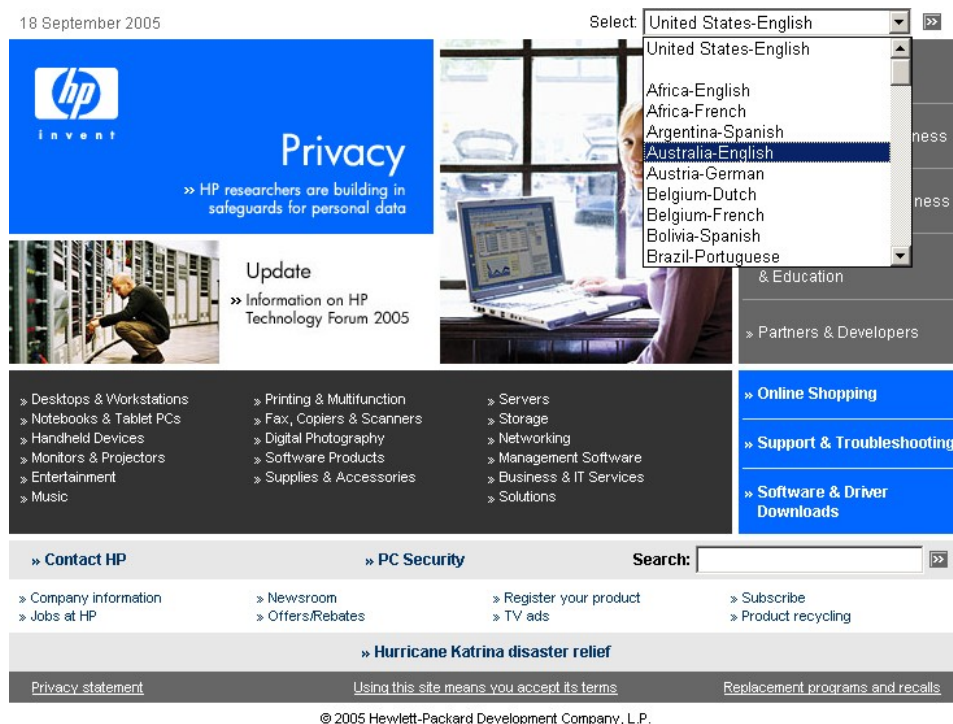 18 September 2005
Select: United States-English
United States-English
Africa-English
Africa-French
Argentina-Spanish
Australia-English
Austria-German
Belgium-Dutch
Belgium-French
Bolivia-Spanish
Brazil-Portuguese
hp
invent
Privacy
» HP researchers are building in
safeguards for personal data
Update
» Information on HP
Technology Forum 2005
ness
ness
& Education
» Partners & Developers
» Desktops & Workstations
» Notebooks & Tablet PCs
» Handheld Devices
» Monitors & Projectors
» Entertainment
» Music
» Printing & Multifunction
» Fax, Copiers & Scanners
» Digital Photography
» Software Products
» Supplies & Accessories
» Servers
» Storage
» Networking
» Management Software
» Business & IT Services
» Solutions
» Online Shopping
» Support & Troubleshooting
» Software & Driver
Downloads
» Contact HP
» PC Security
Search:
» Company information
» Jobs at HP
» Newsroom
» Offers/Rebates
» Register your product
» TV ads
» Subscribe
» Product recycling
» Hurricane Katrina disaster relief
Privacy statement
Using this site means you accept its terms
Replacement programs and recalls
© 2005 Hewlett-Packard Development Company, L.P.